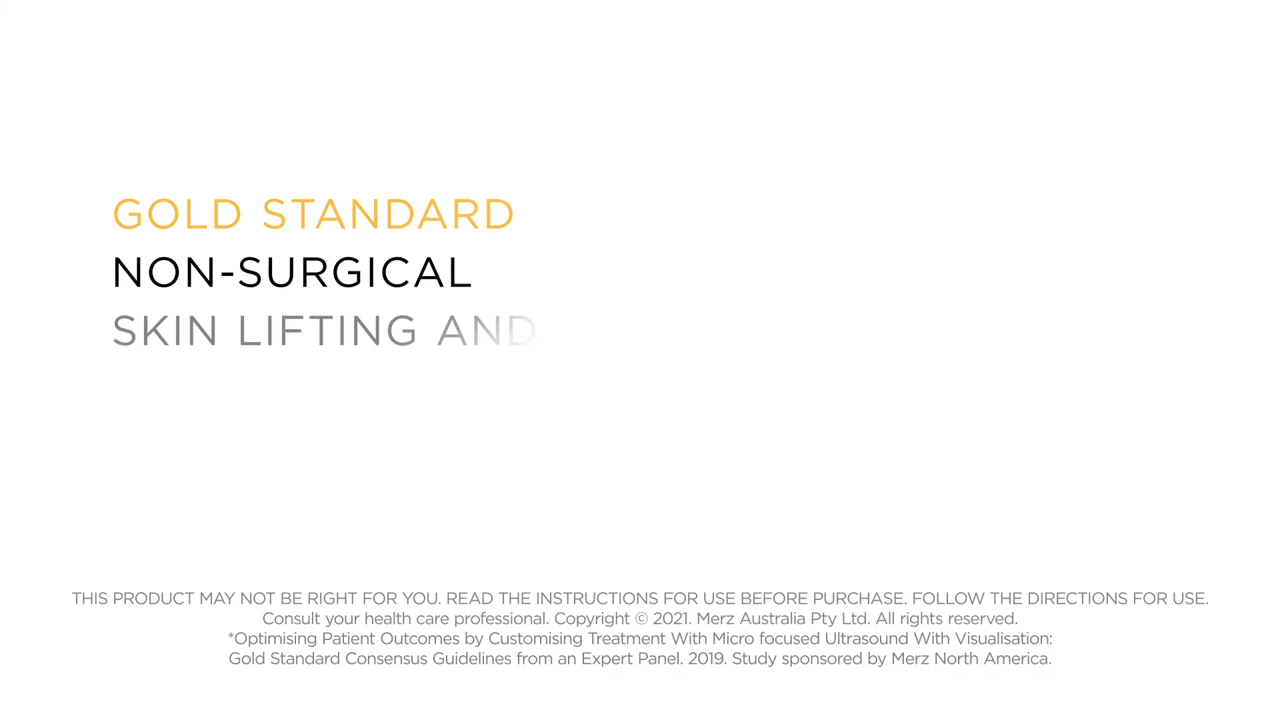 GOLD STANDARD
NON-SURGICAL
SKIN LIFTING AND
THIS PRODUCT MAY NOT BE RIGHT FOR YOU. READ THE INSTRUCTIONS FOR USE BEFORE PURCHASE. FOLLOW THE DIRECTIONS FOR USE.
Consult your health care professional. Copyright © 2021. Merz Australia Pty Ltd. All rights reserved.
*Optimising Patient Outcomes by Customising Treatment With Micro focused Ultrasound With Visualisation:
Gold Standard Consensus Guidelines from an Expert Panel. 2019. Study sponsored by Merz North America.